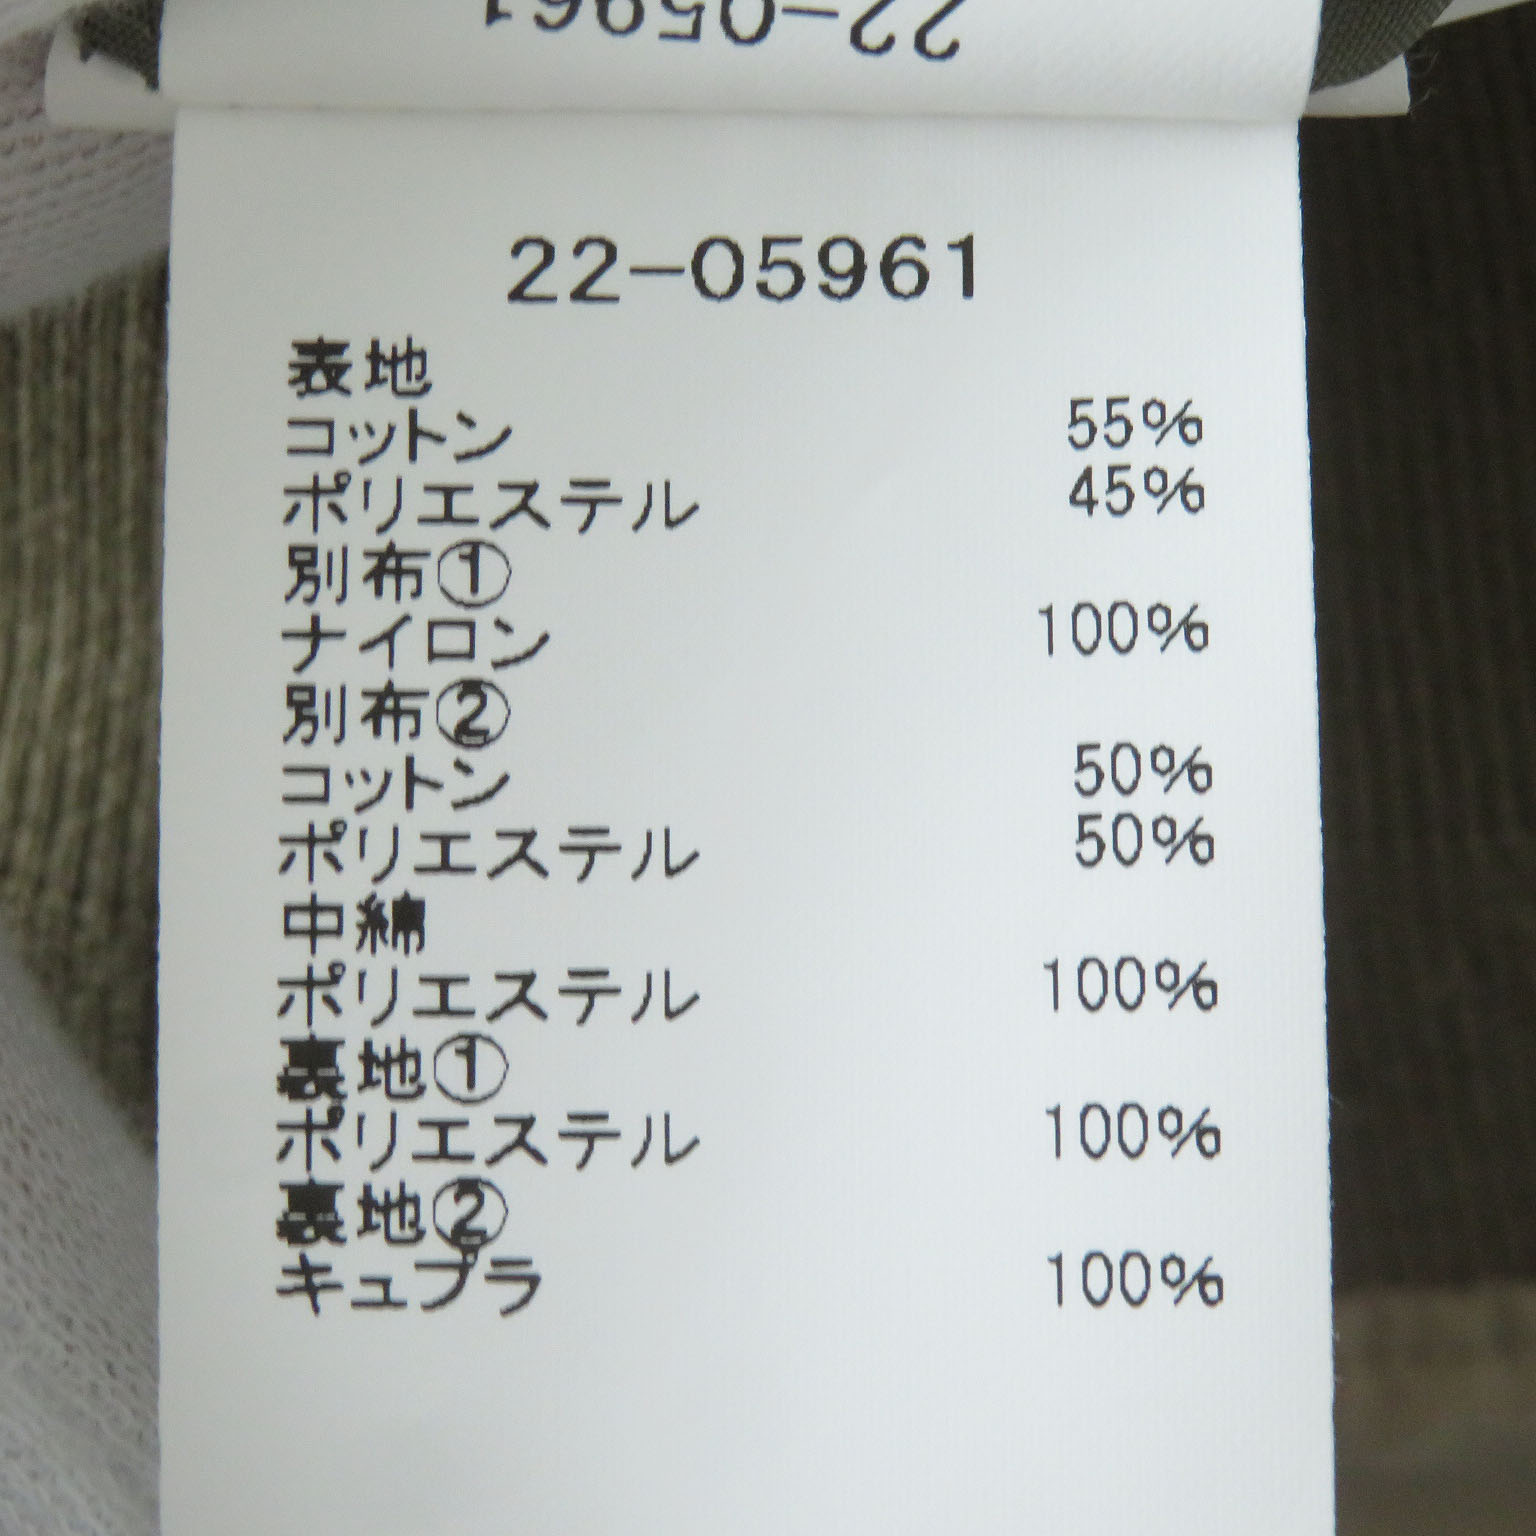 22-05961
22-05961
表地
コットン 55%
ポリエステル 45%
別布①
ナイロン 100%
別布②
コットン 50%
ポリエステル 50%
中綿
ポリエステル 100%
裏地①
ポリエステル 100%
裏地②
キュプラ 100%